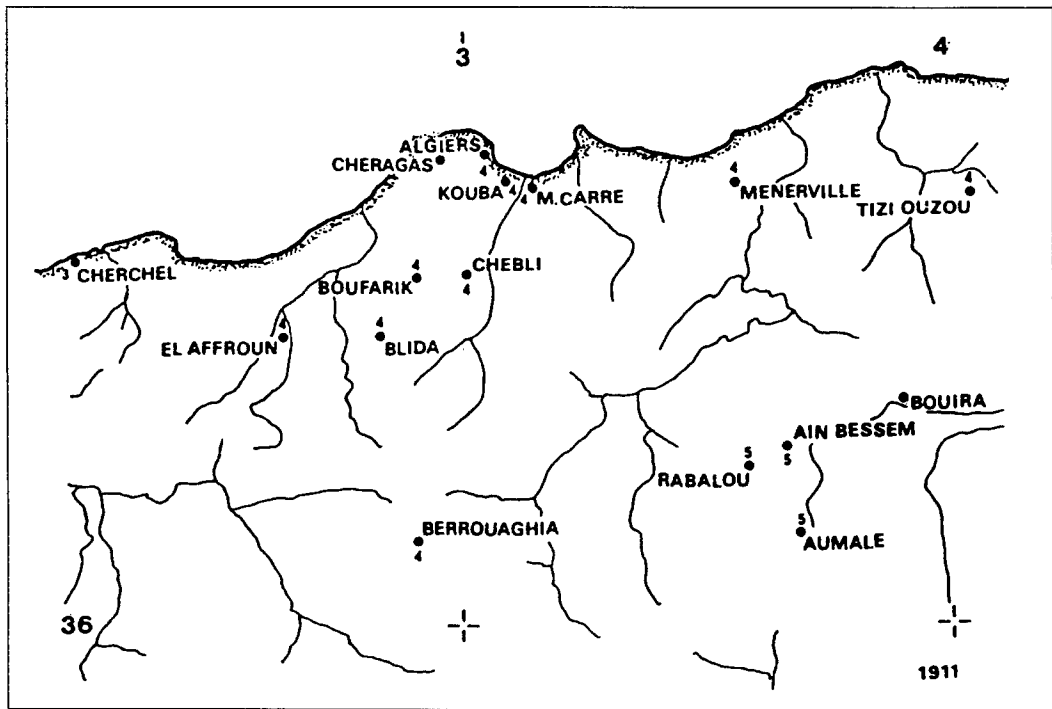 3
4
ALGIERS
CHERAGAS
4
KOUBA
4
4
M.CARRE
4
MENERVILLE
4
TIZI OUZOU
3
CHERCHEL
4
BOUFARIK
CHEBLI
4
4
EL AFFROUN
4
BLIDA
BOUIRA
AIN BESSEM
5
5
RABALOU
5
AUMALE
BERROUAGHIA
4
36
1911